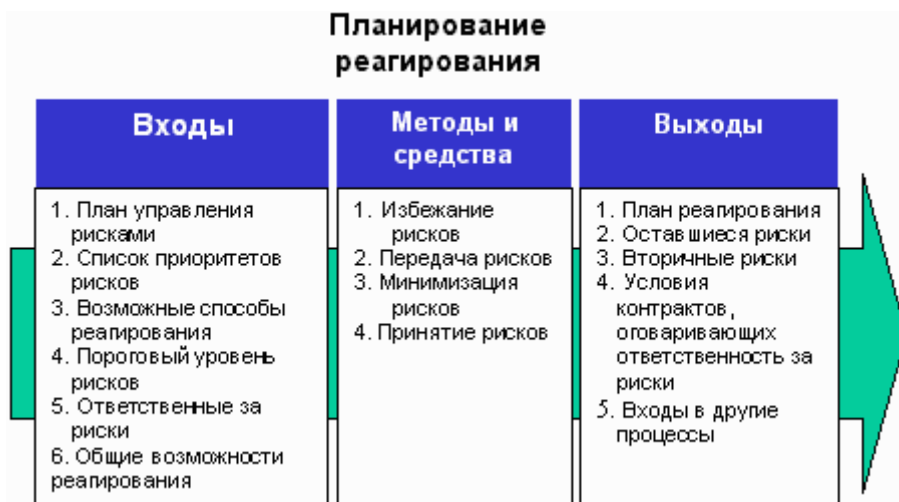 Планирование
реагирования
Входы
1. План управления
рисками
2. Список приоритетов
рисков
3. Возможные способы
реагирования
4. Пороговый уровень
рисков
5. Ответственные за
риски
6. Общие возможности
реагирования
Методы и
средства
1. Избежание
рисков
2. Передача рисков
3. Минимизация
рисков
4. Принятие рисков
Выходы
1. План реагирования
2. Оставшиеся риски
3. Вторичные риски
4. Условия
контрактов,
оговаривающих
ответственность за
риски
5. Входы в другие
процессы